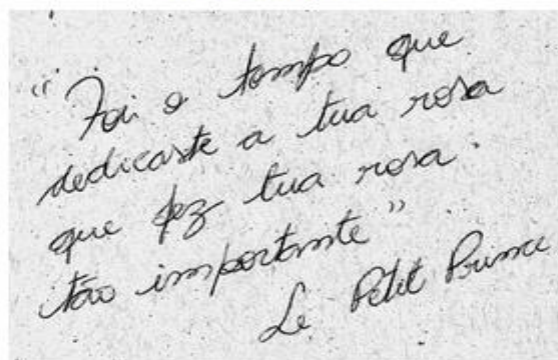 “Foi o tempo que
dedicaste a tua rosa
que fez tua rosa
tão importante”
Le Petit Prince